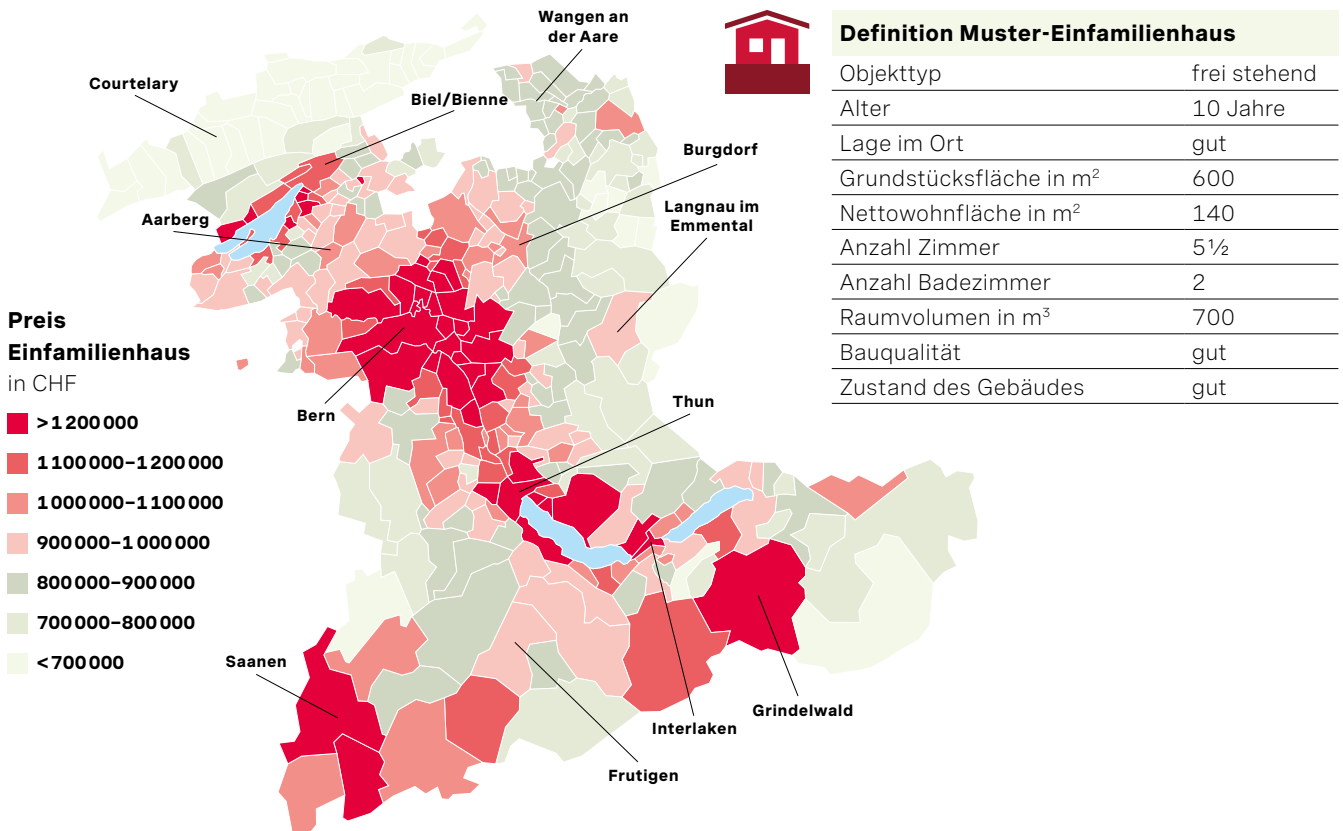 Wangen an
der Aare
Courtelary
Biel/Bienne
Burgdorf
Aarberg
Langnau im
Emmental
Bern
Thun
Saanen
Grindelwald
Interlaken
Frutigen
Preis
Einfamilienhaus
in CHF
>1 200 000
1 100 000–1 200 000
1 000 000–1 100 000
900 000–1 000 000
800 000–900 000
700 000–800 000
<700 000
Definition Muster-Einfamilienhaus
Objekttyp frei stehend
Alter 10 Jahre
Lage im Ort gut
Grundstücksfläche in m² 600
Nettowohnfläche in m² 140
Anzahl Zimmer 5½
Anzahl Badezimmer 2
Raumvolumen in m³ 700
Bauqualität gut
Zustand des Gebäudes gut